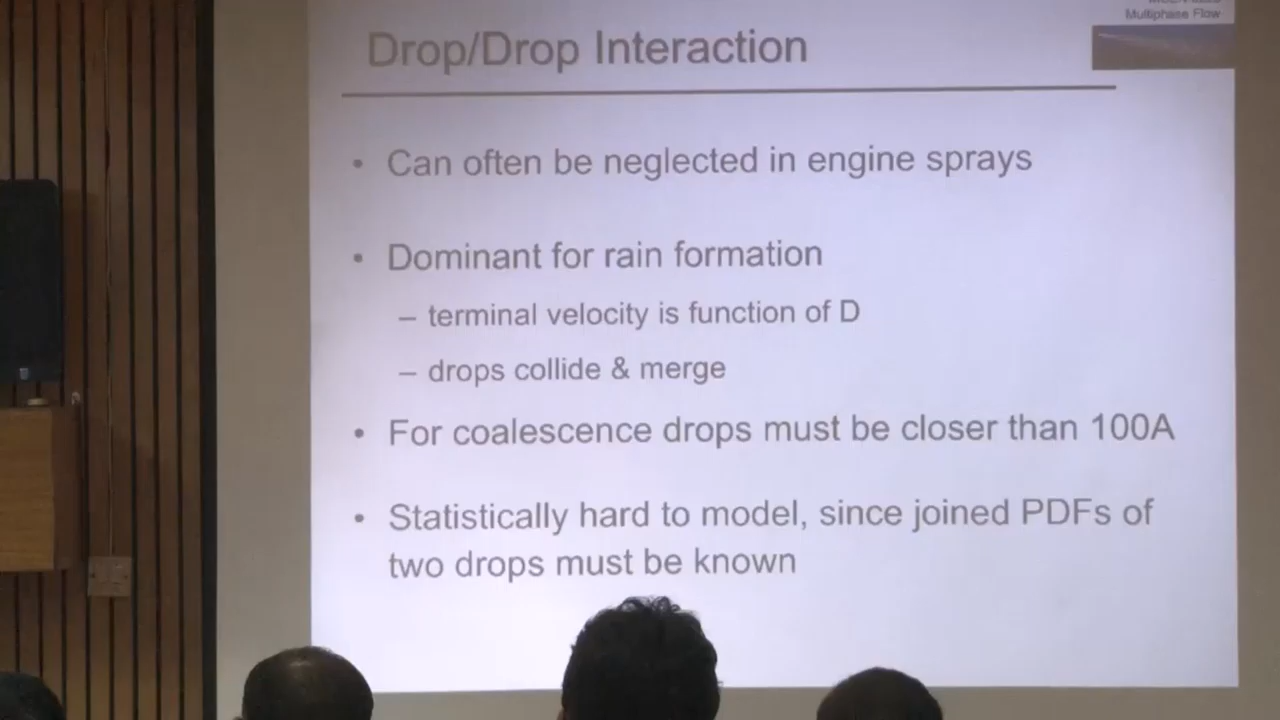 Multiphase Flow
Drop/Drop Interaction
• Can often be neglected in engine sprays
• Dominant for rain formation
– terminal velocity is function of D
– drops collide & merge
• For coalescence drops must be closer than 100A
• Statistically hard to model, since joined PDFs of
two drops must be known